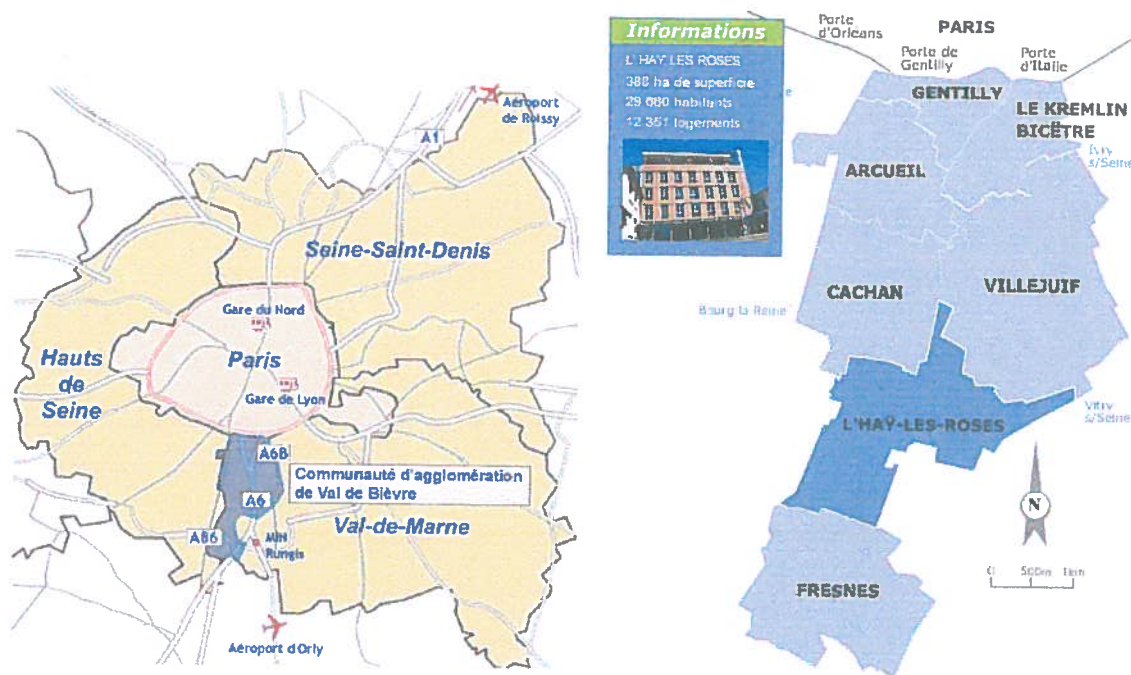 Aéroport
de Roissy
A1
Seine-Saint-Denis
Gare du Nord
Hauts
de
Seine
Paris
Gare de Lyon
A6B
Communauté d'agglomération
de Val de Bièvre
A6
A86
MIN
Rungis
Val-de-Marne
Aéroport d'Orly
Informations
L'HAY LES ROSES
388 ha de superficie
29 660 habitants
12 351 logements
Porte
d'Orléans
PARIS
Porte de
Gentilly
Porte
d'Italie
GENTILLY
LE KREMLIN
BICËTRE
Ivry
s/Seine
ARCUEIL
CACHAN
VILLEJUIF
Bourg la Reine
L'HAŸ-LES-ROSES
Vitry
s/Seine
N
0 500m 1km
FRESNES